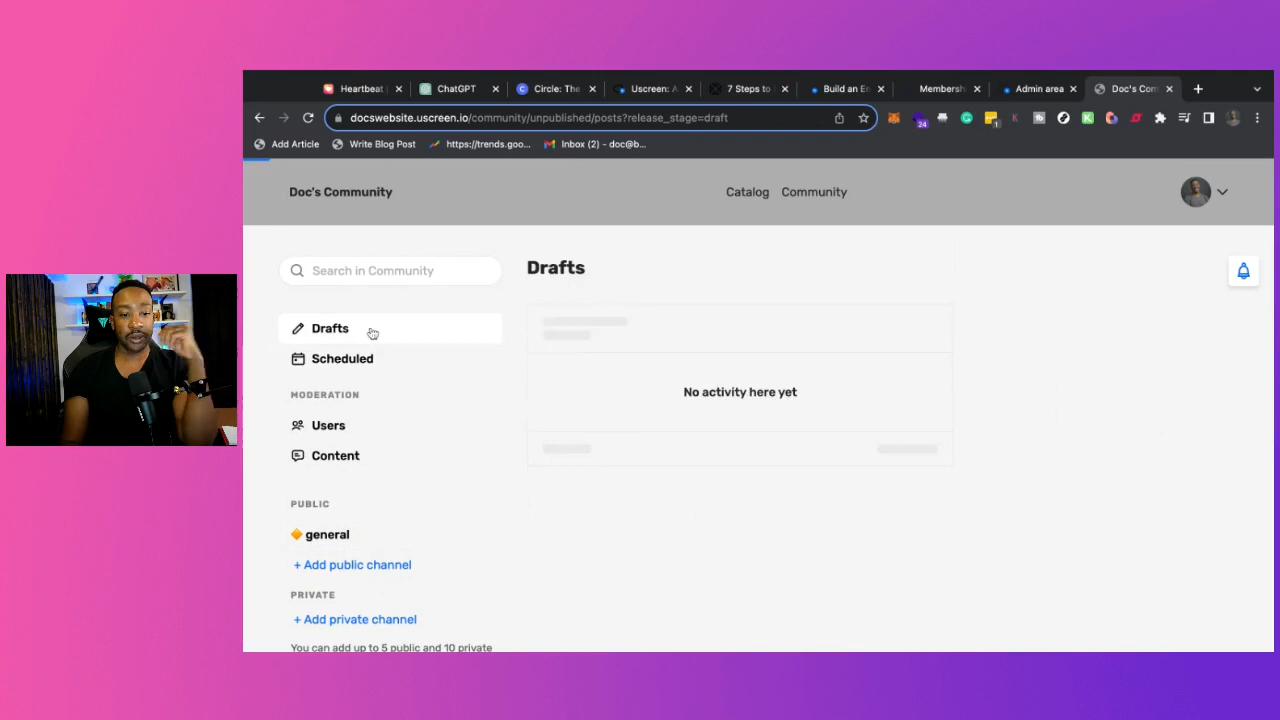 Heartbeat
ChatGPT
Circle: The
Uscreen: A
7 Steps to
Build an En
Membersh
Admin area
Doc's Com
docswebsite.uscreen.io/community/unpublished/posts?release_stage=draft
24
1
Add Article
Write Blog Post
https://trends.goo...
Inbox (2) - doc@b...
Doc's Community
Catalog
Community
Search in Community
Drafts
Drafts
Scheduled
No activity here yet
MODERATION
Users
Content
PUBLIC
general
+ Add public channel
PRIVATE
+ Add private channel
You can add up to 5 public and 10 private